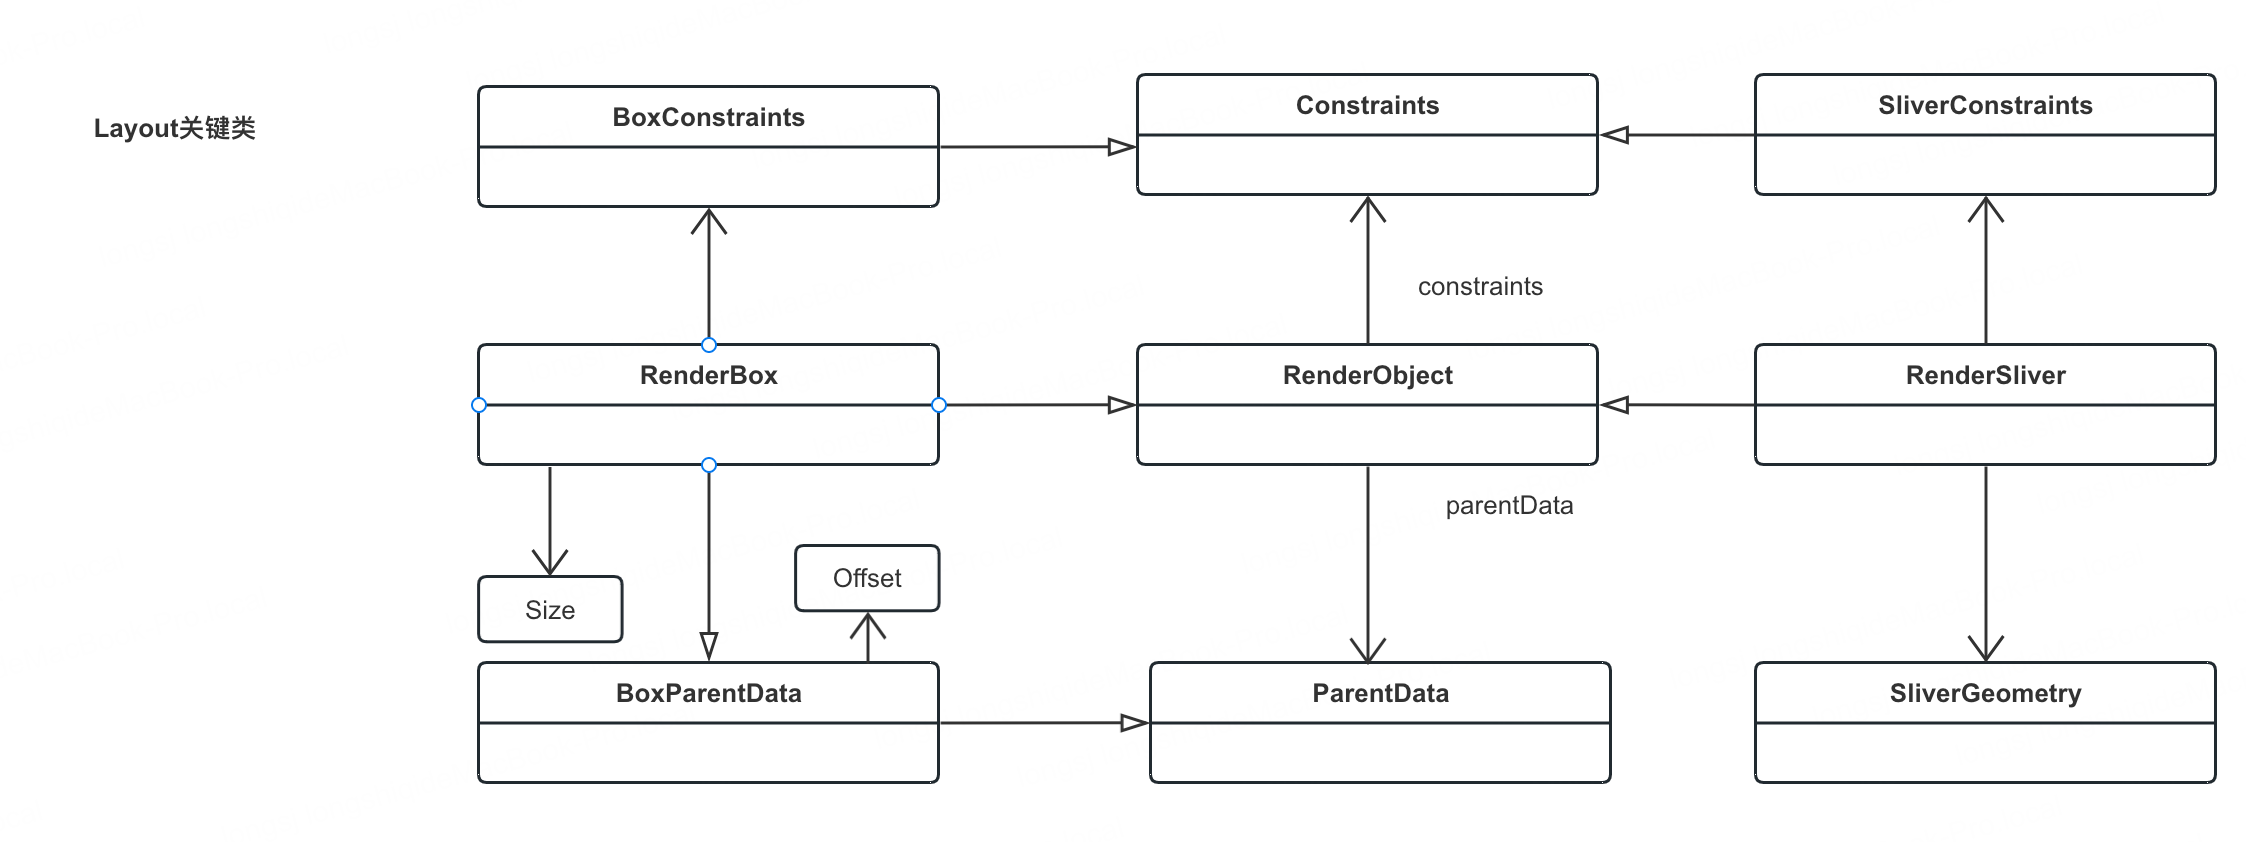 Layout关键类
BoxConstraints
Constraints
SliverConstraints
constraints
RenderBox
RenderObject
RenderSliver
parentData
Offset
Size
BoxParentData
ParentData
SliverGeometry